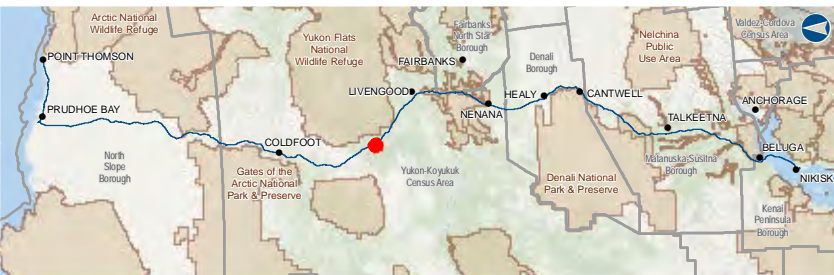 Arctic National
Wildlife Refuge
POINT THOMSON
PRUDHOE BAY
North
Slope
Borough
COLDFOOT
Gates of the
Arctic National
Park & Preserve
Yukon Flats
National
Wildlife Refuge
LIVENGOOD
Fairbanks
North Star
Borough
FAIRBANKS
NENANA
Yukon-Koyukuk
Census Area
Denali
Borough
HEALY
CANTWELL
Denali National
Park & Preserve
Nelchina
Public
Use Area
TALKEETNA
Matanuska-Susitna
Borough
Valdez-Cordova
Census Area
ANCHORAGE
BELUGA
NIKISKI
Kenai
Peninsula
Borough